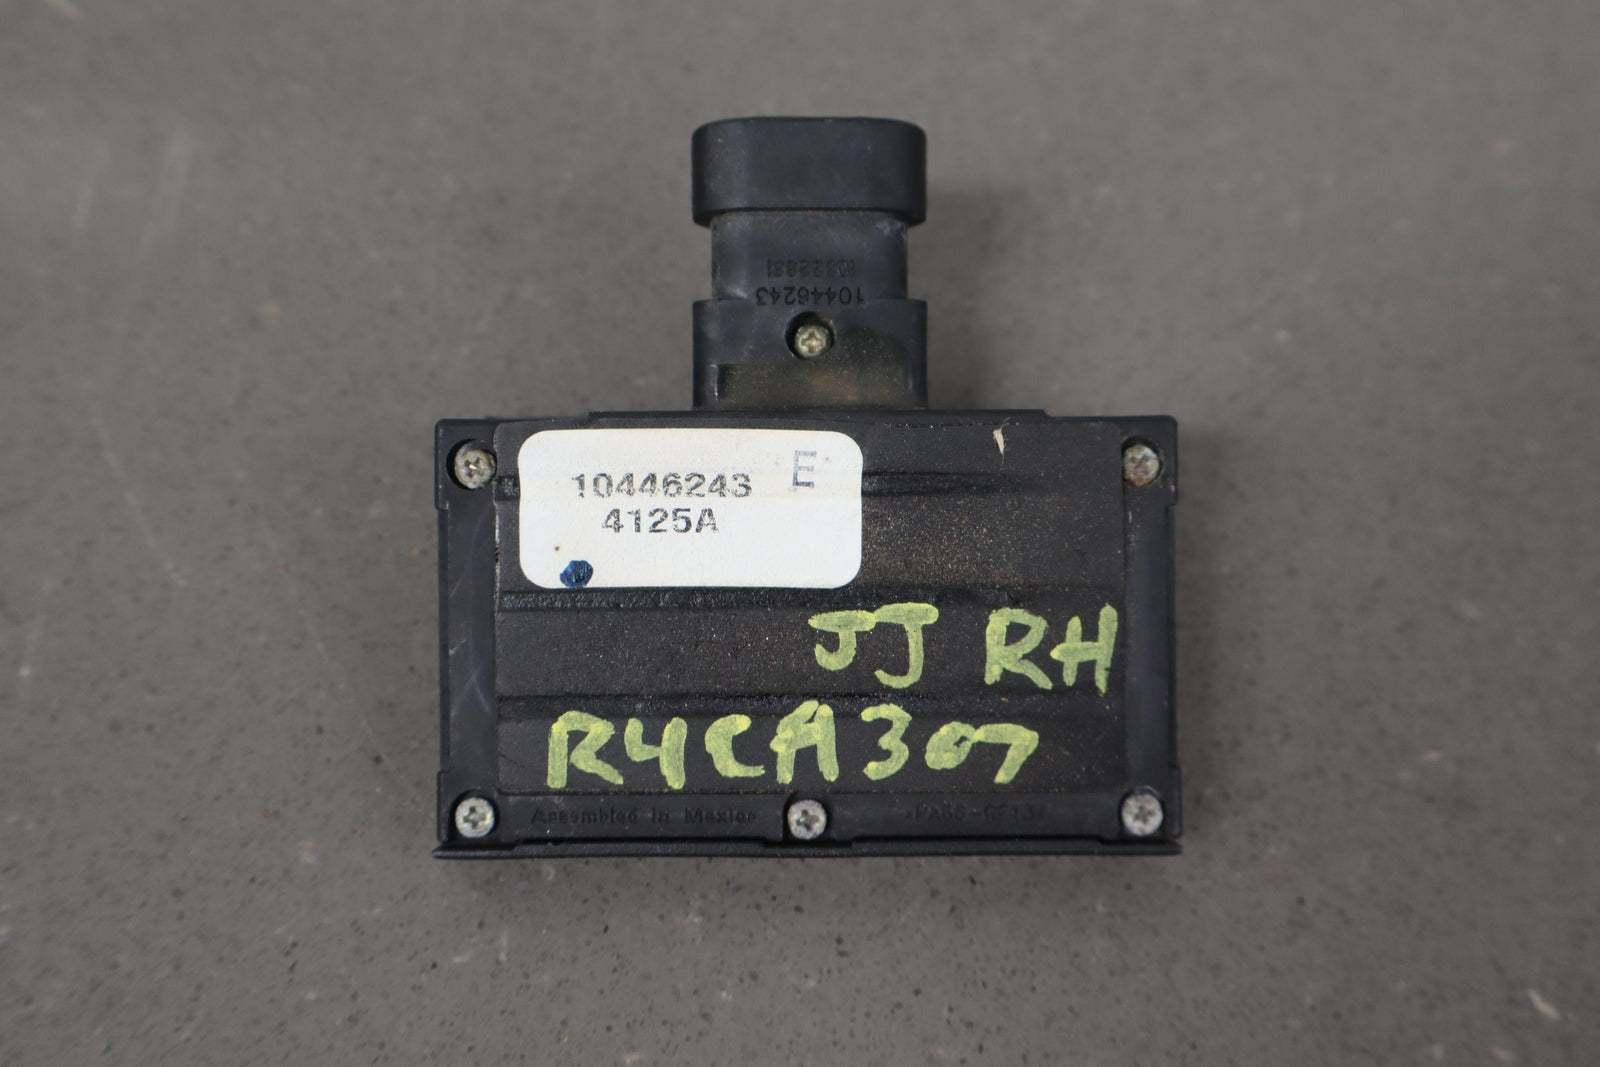 10446243
10446243 E
4125A
JJ RH
R4CA307
Assembled in Mexico